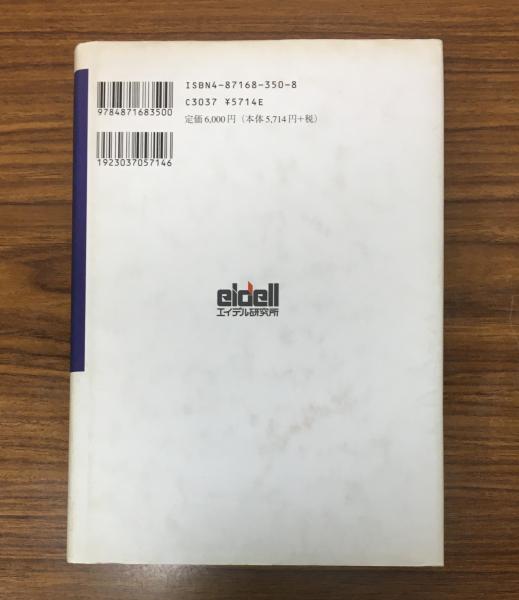 9784871683500
1923037057146
ISBN4-87168-350-8
C3037 ¥5714E
定価6,000円（本体5,714円+税）
eidell
エイデル研究所